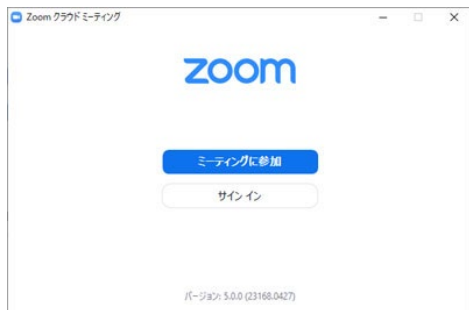 Zoom クラウド ミーティング
zoom
ミーティングに参加
サイン イン
バージョン: 5.0.0 (23168.0427)